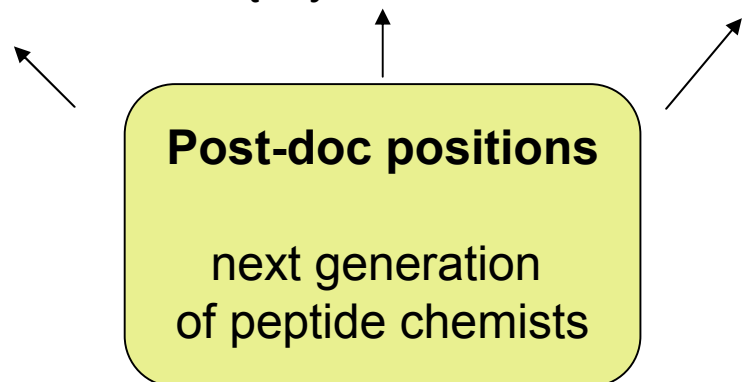 Post-doc positions
next generation
of peptide chemists